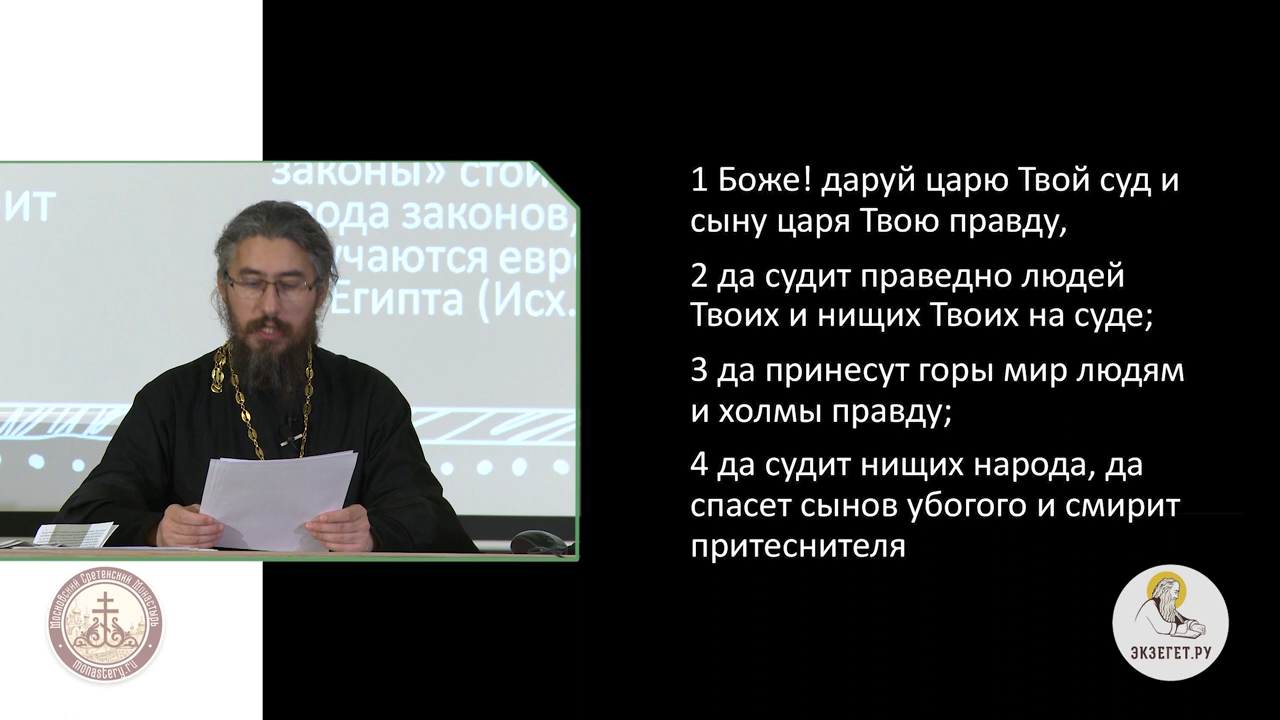 законы» стои
ит
вода законов,
учаются евр
Египта (Исх.
1 Боже! даруй царю Твой суд и
сыну царя Твою правду,
2 да судит праведно людей
Твоих и нищих Твоих на суде;
3 да принесут горы мир людям
и холмы правду;
4 да судит нищих народа, да
спасет сынов убогого и смирит
притеснителя
Московский Сретенский Монастырь
monastery.ru
ЭКЗЕГЕТ.РУ